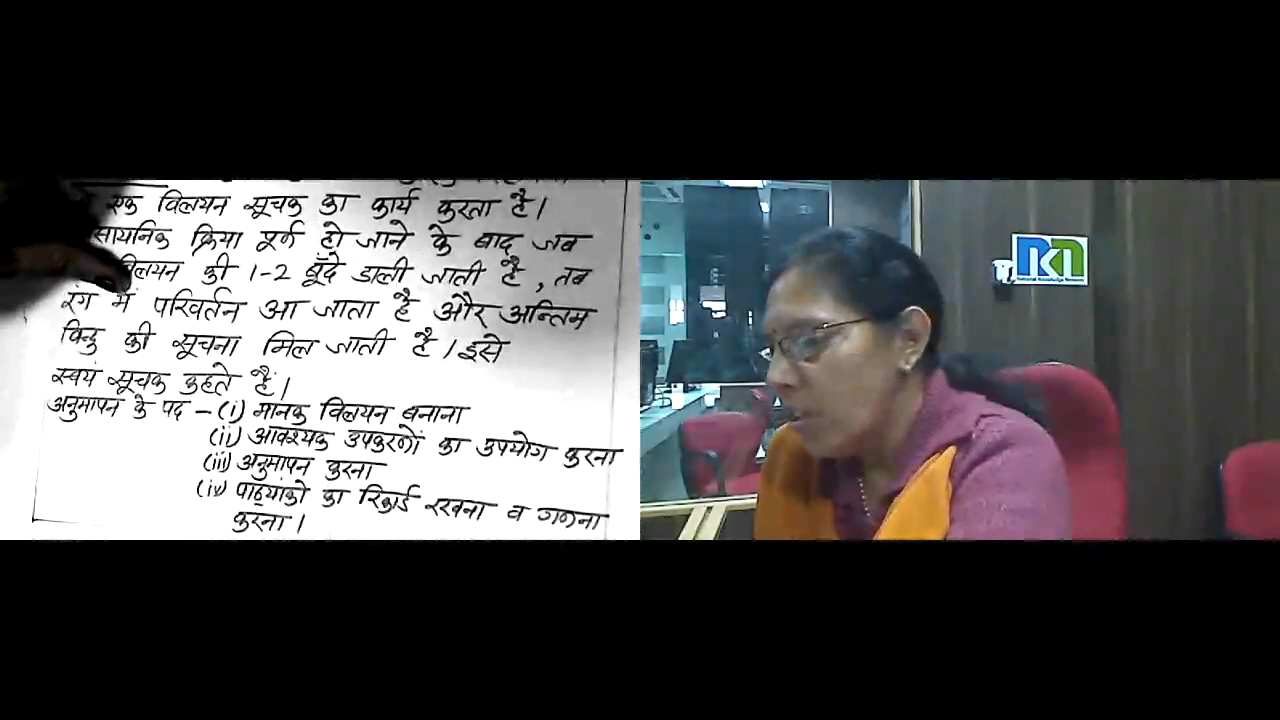 एक विलयन सूचक का कार्य करता है।
सायनिक क्रिया पूर्ण हो जाने के बाद जब
विलयन की 1-2 बूँदे डाली जाती है, तब
रंग में परिवर्तन आ जाता है और अन्तिम
बिन्दु की सूचना मिल जाती है। इसे
स्वयं सूचक कहते हैं।
अनुमापन के पद – (i) मानक विलयन बनाना
(ii) आवश्यक उपकरणों का उपयोग करना
(iii) अनुमापन करना
(iv) पाठ्यांको का रिकार्ड रखना व गणना
करना।